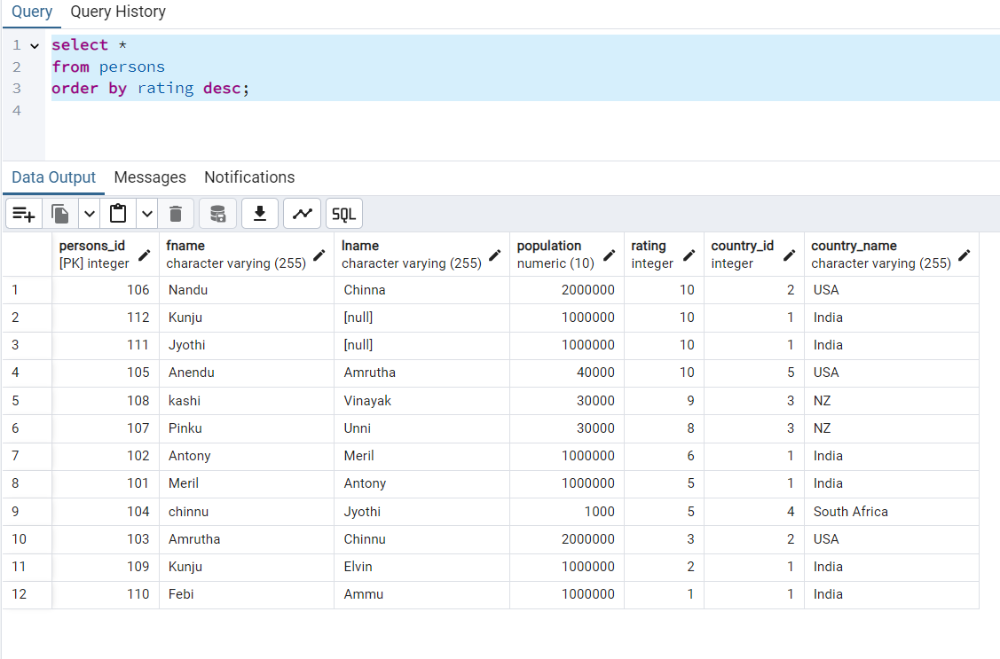 Query Query History
1 select *
2 from persons
3 order by rating desc;
4
Data Output Messages Notifications
SQL
persons_id fname lname population rating country_id country_name
[PK] integer character varying (255) character varying (255) numeric (10) integer integer character varying (255)
1 106 Nandu Chinna 2000000 10 2 USA
2 112 Kunju [null] 1000000 10 1 India
3 111 Jyothi [null] 1000000 10 1 India
4 105 Anendu Amrutha 40000 10 5 USA
5 108 kashi Vinayak 30000 9 3 NZ
6 107 Pinku Unni 30000 8 3 NZ
7 102 Antony Meril 1000000 6 1 India
8 101 Meril Antony 1000000 5 1 India
9 104 chinnu Jyothi 1000 5 4 South Africa
10 103 Amrutha Chinnu 2000000 3 2 USA
11 109 Kunju Elvin 1000000 2 1 India
12 110 Febi Ammu 1000000 1 1 India